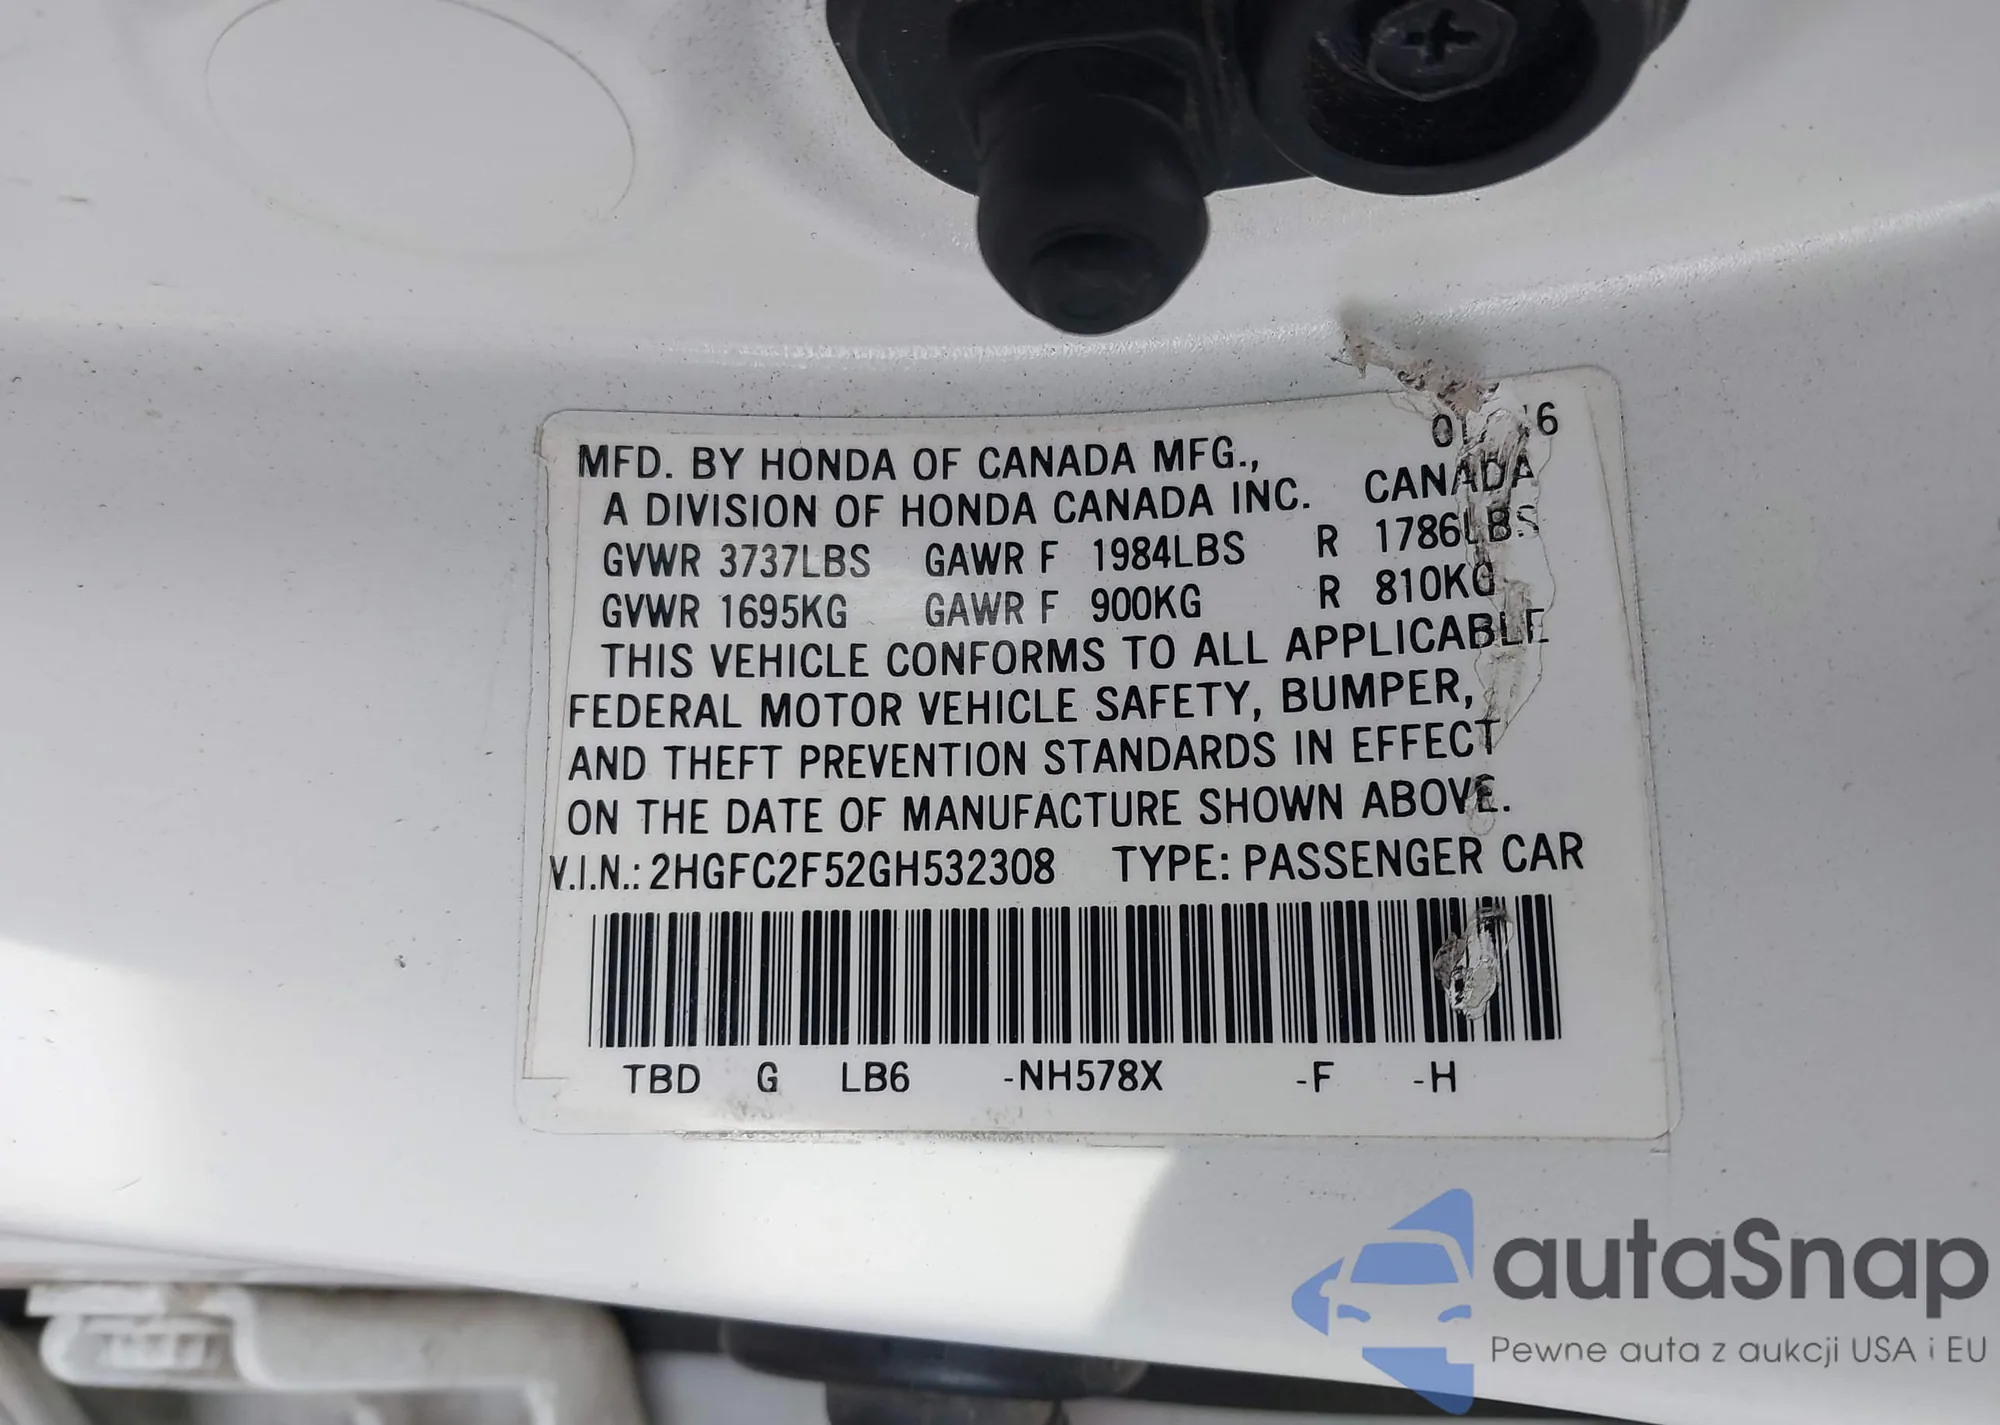 MFD. BY HONDA OF CANADA MFG.,
A DIVISION OF HONDA CANADA INC. CANADA
GVWR 3737LBS GAWR F 1984LBS R 1786LBS
GVWR 1695KG GAWR F 900KG R 810KG
THIS VEHICLE CONFORMS TO ALL APPLICABLE
FEDERAL MOTOR VEHICLE SAFETY, BUMPER,
AND THEFT PREVENTION STANDARDS IN EFFECT
ON THE DATE OF MANUFACTURE SHOWN ABOVE.
V.I.N.: 2HGFC2F52GH532308 TYPE: PASSENGER CAR
TBD G LB6 -NH578X -F -H
autaSnap
Pewne auta z aukcji USA i EU